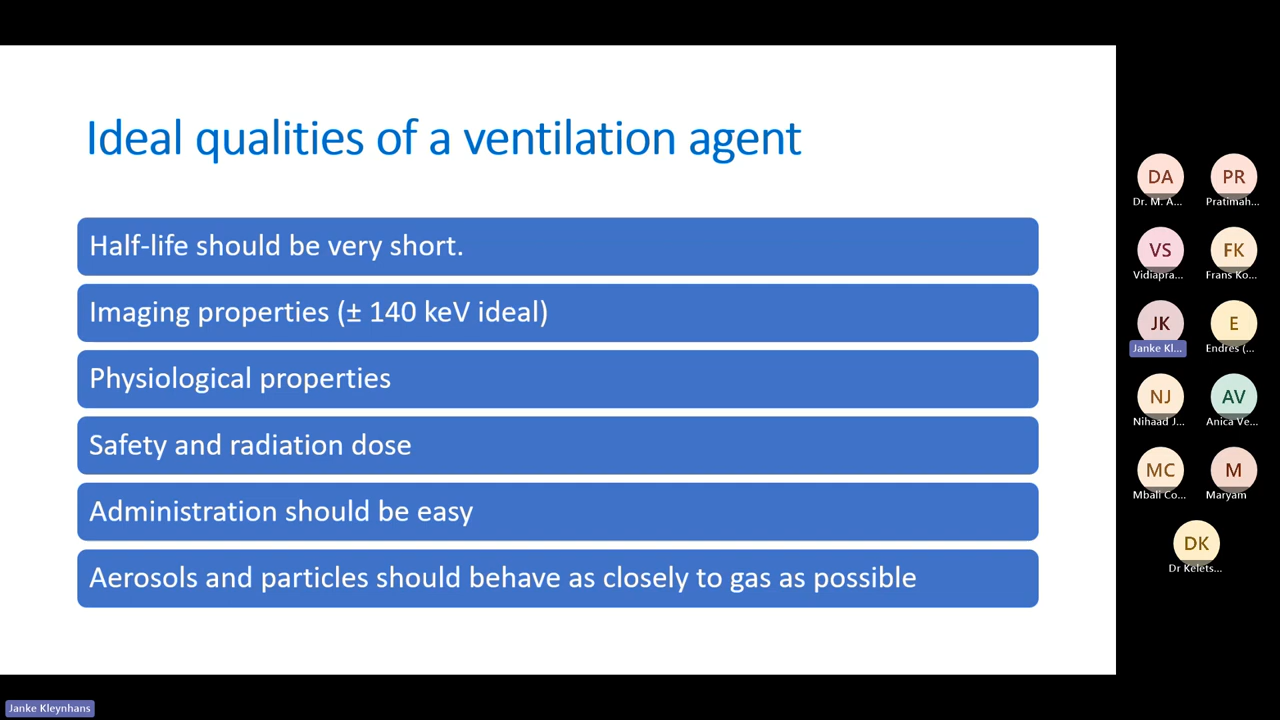 Ideal qualities of a ventilation agent
Half-life should be very short.
Imaging properties (± 140 keV ideal)
Physiological properties
Safety and radiation dose
Administration should be easy
Aerosols and particles should behave as closely to gas as possible
DA
Dr. M. A...
PR
Pratimah...
VS
Vidiapra...
FK
Frans Ko...
JK
Janke Kl...
E
Endres (...
NJ
Nihaad J...
AV
Anica Ve...
MC
Mbali Co...
M
Maryam
DK
Dr Kelets...
Janke Kleynhans